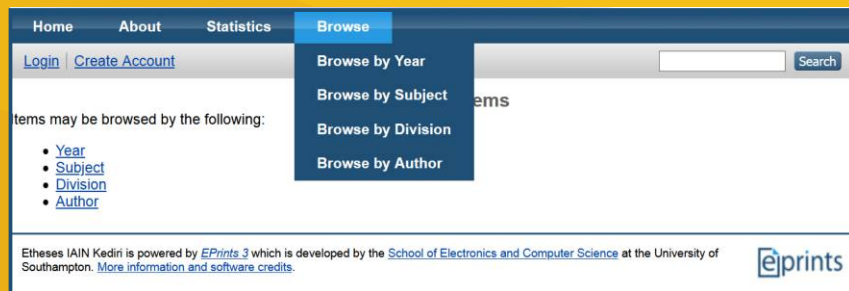 Home About Statistics Browse
Login Create Account
Browse by Year
Search
Browse by Subject
ems
Items may be browsed by the following:
Browse by Division
Browse by Author
• Year
• Subject
• Division
• Author
Etheses IAIN Kediri is powered by EPrints 3 which is developed by the School of Electronics and Computer Science at the University of
Southampton. More information and software credits.
eprints